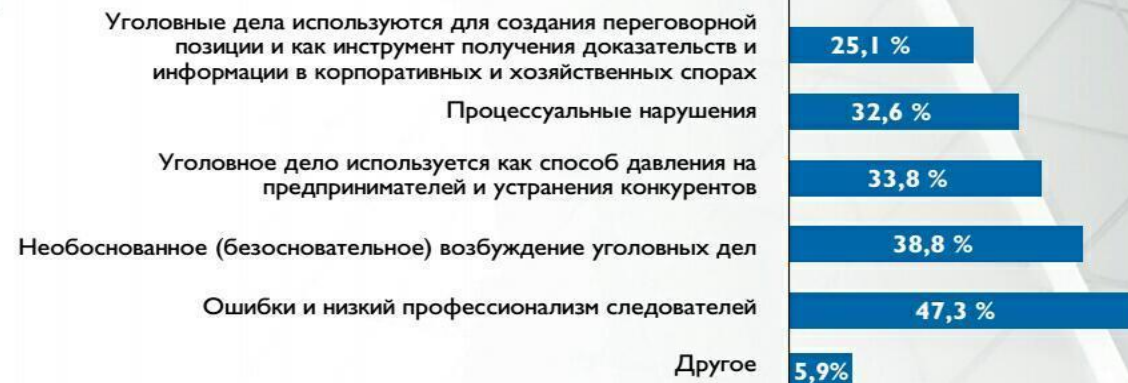 Уголовные дела используются для создания переговорной
позиции и как инструмент получения доказательств и
информации в корпоративных и хозяйственных спорах
25,1 %
Процессуальные нарушения
32,6 %
Уголовное дело используется как способ давления на
предпринимателей и устранения конкурентов
33,8 %
Необоснованное (безосновательное) возбуждение уголовных дел
38,8 %
Ошибки и низкий профессионализм следователей
47,3 %
Другое
5,9%